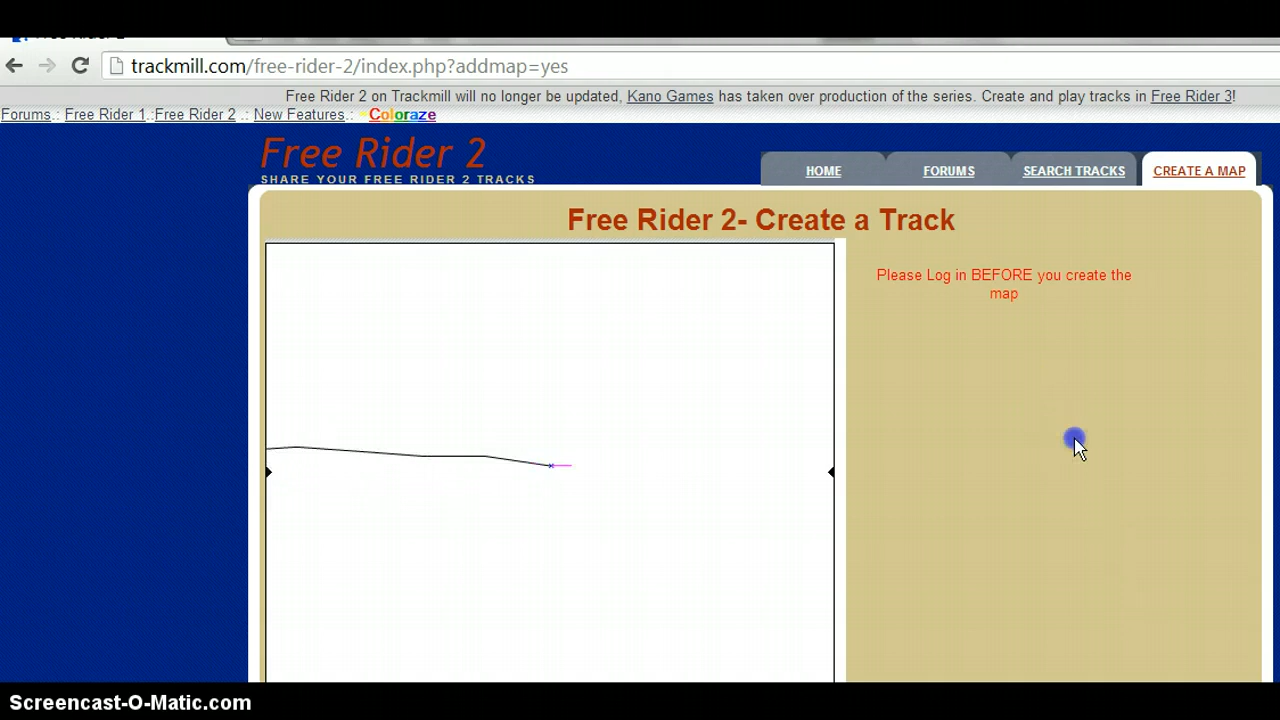 trackmill.com/free-rider-2/index.php?addmap=yes
Free Rider 2 on Trackmill will no longer be updated, Kano Games has taken over production of the series. Create and play tracks in Free Rider 3!
Forums.: Free Rider 1.:Free Rider 2 .: New Features.: Coloraze
Free Rider 2
SHARE YOUR FREE RIDER 2 TRACKS
HOME FORUMS SEARCH TRACKS CREATE A MAP
Free Rider 2- Create a Track
Please Log in BEFORE you create the
map
Screencast-O-Matic.com